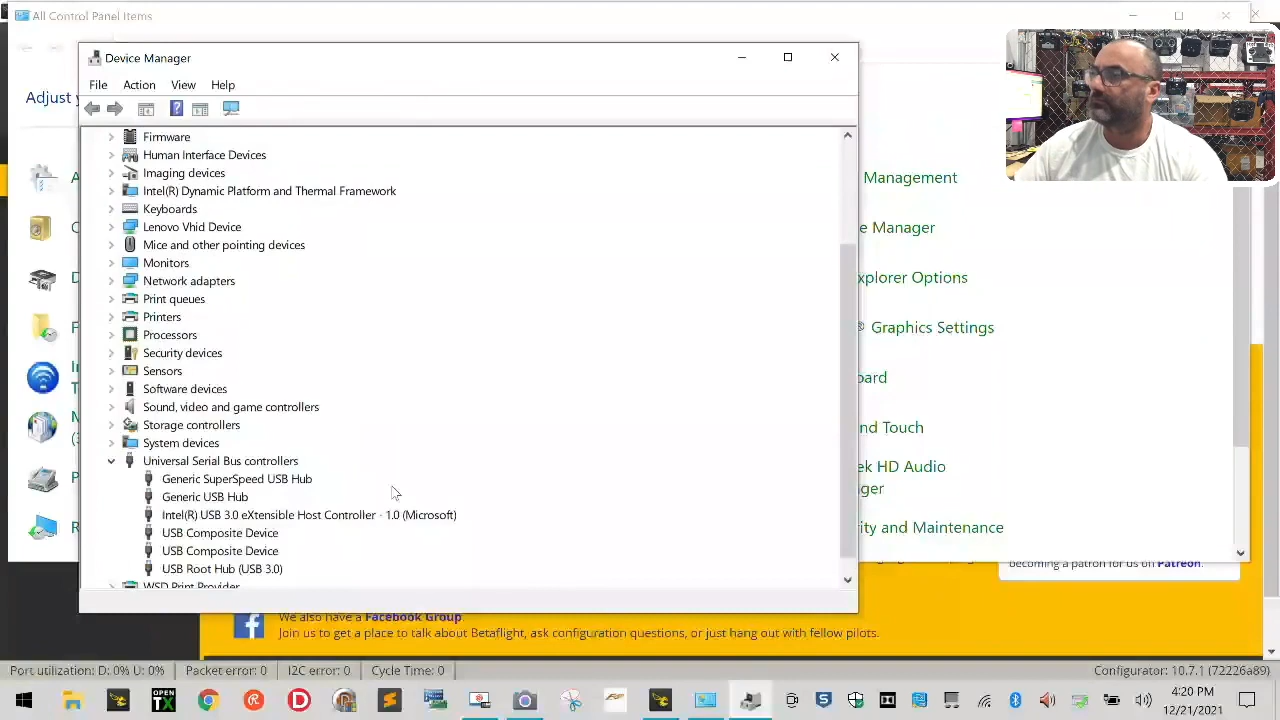 All Control Panel Items
Device Manager
File Action View Help
Adjust
Firmware
Human Interface Devices
Imaging devices
Intel(R) Dynamic Platform and Thermal Framework
Keyboards
Lenovo Vhid Device
Mice and other pointing devices
Monitors
Network adapters
Print queues
Printers
Processors
Security devices
Sensors
Software devices
Sound, video and game controllers
Storage controllers
System devices
Universal Serial Bus controllers
Generic SuperSpeed USB Hub
Generic USB Hub
Intel(R) USB 3.0 eXtensible Host Controller - 1.0 (Microsoft)
USB Composite Device
USB Composite Device
USB Root Hub (USB 3.0)
WSD Print Provider
Management
e Manager
xplorer Options
® Graphics Settings
oard
nd Touch
ek HD Audio
ger
ity and Maintenance
becoming a patron for us on Patreon.
We also have a Facebook Group.
Join us to get a place to talk about Betaflight, ask configuration questions, or just hang out with fellow pilots.
Port utilization: D: 0% U: 0% Packet error: 0 I2C error: 0 Cycle Time: 0 Configurator: 10.7.1 (72226a89)
OPEN
TX
4:20 PM
12/21/2021